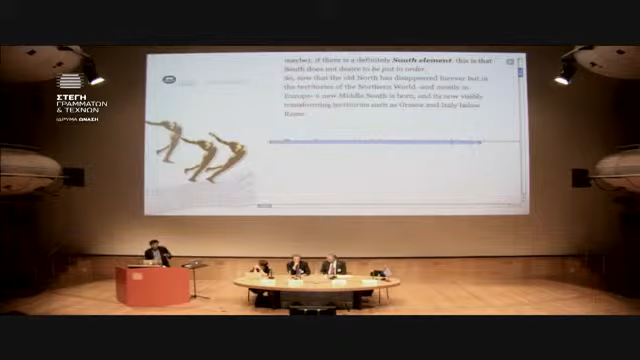 ΣΤΕΓΗ
ΓΡΑΜΜΑΤΩΝ
& ΤΕΧΝΩΝ
ΙΔΡΥΜΑ ΩΝΑΣΗ
maybe), if there is a definitely South element, this is that
South does not desire to be put in order.
So, now that the old North has disappeared forever but in
the territories of the Northern World -and mostly in
Europe- a new Middle South is born, and its now visibly
transforming territories such as Greece and Italy below
Rome.